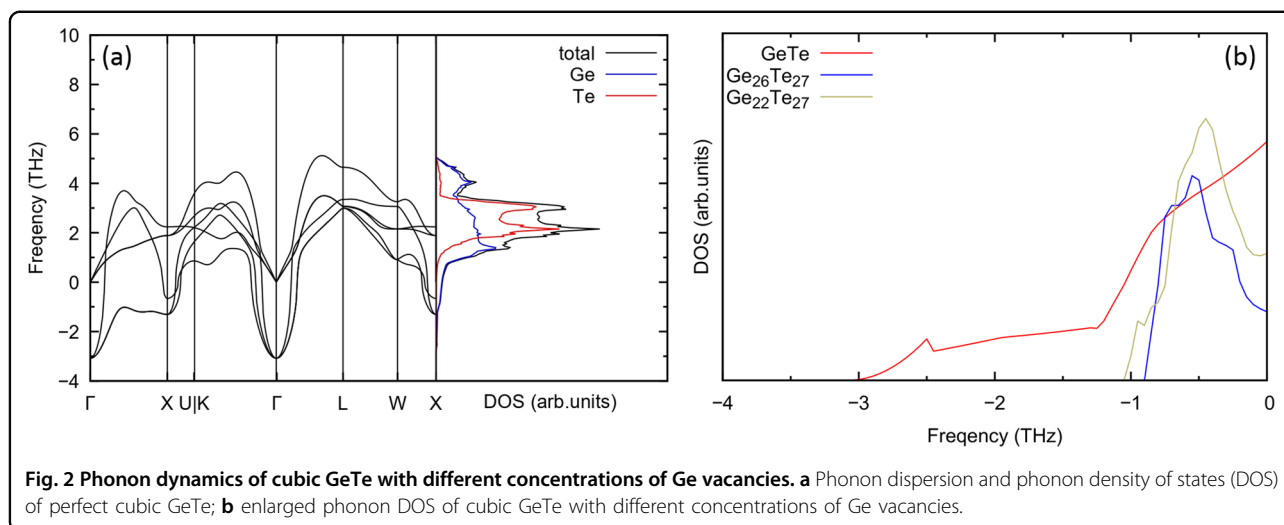 (a)
total
Ge
Te
Freqency (THz)
10
8
6
4
2
0
−2
−4
Γ X U|K Γ L W X DOS (arb.units)
(b)
GeTe
Ge26Te27
Ge22Te27
DOS (arb.units)
−4 −3 −2 −1 0
Freqency (THz)
Fig. 2 Phonon dynamics of cubic GeTe with different concentrations of Ge vacancies. a Phonon dispersion and phonon density of states (DOS)
of perfect cubic GeTe; b enlarged phonon DOS of cubic GeTe with different concentrations of Ge vacancies.